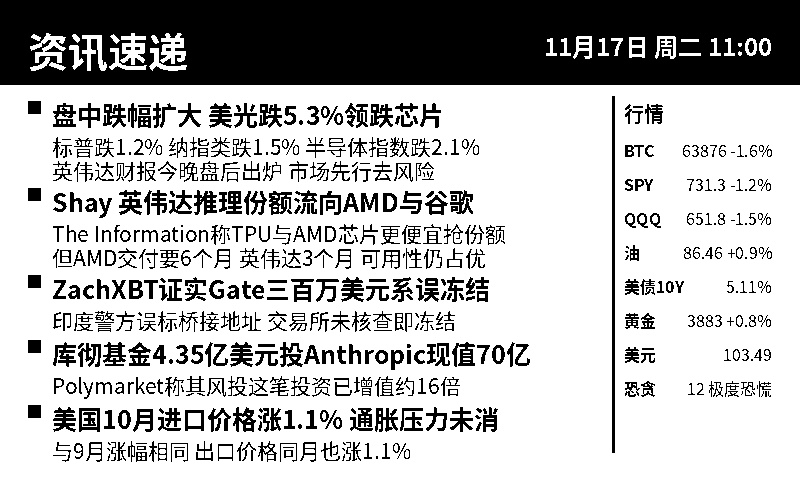 资讯速递
11月17日 周二 11:00
盘中跌幅扩大 美光跌5.3%领跌芯片
标普跌1.2% 纳指类跌1.5% 半导体指数跌2.1%
英伟达财报今晚盘后出炉 市场先行去风险
Shay 英伟达推理份额流向AMD与谷歌
The Information称TPU与AMD芯片更便宜抢份额
但AMD交付要6个月 英伟达3个月 可用性仍占优
ZachXBT证实Gate三百万美元系误冻结
印度警方误标桥接地址 交易所未核查即冻结
库彻基金4.35亿美元投Anthropic现值70亿
Polymarket称其风投这笔投资已增值约16倍
美国10月进口价格涨1.1% 通胀压力未消
与9月涨幅相同 出口价格同月也涨1.1%
行情
BTC 63876 -1.6%
SPY 731.3 -1.2%
QQQ 651.8 -1.5%
油 86.46 +0.9%
美债10Y 5.11%
黄金 3883 +0.8%
美元 103.49
恐贪 12 极度恐慌